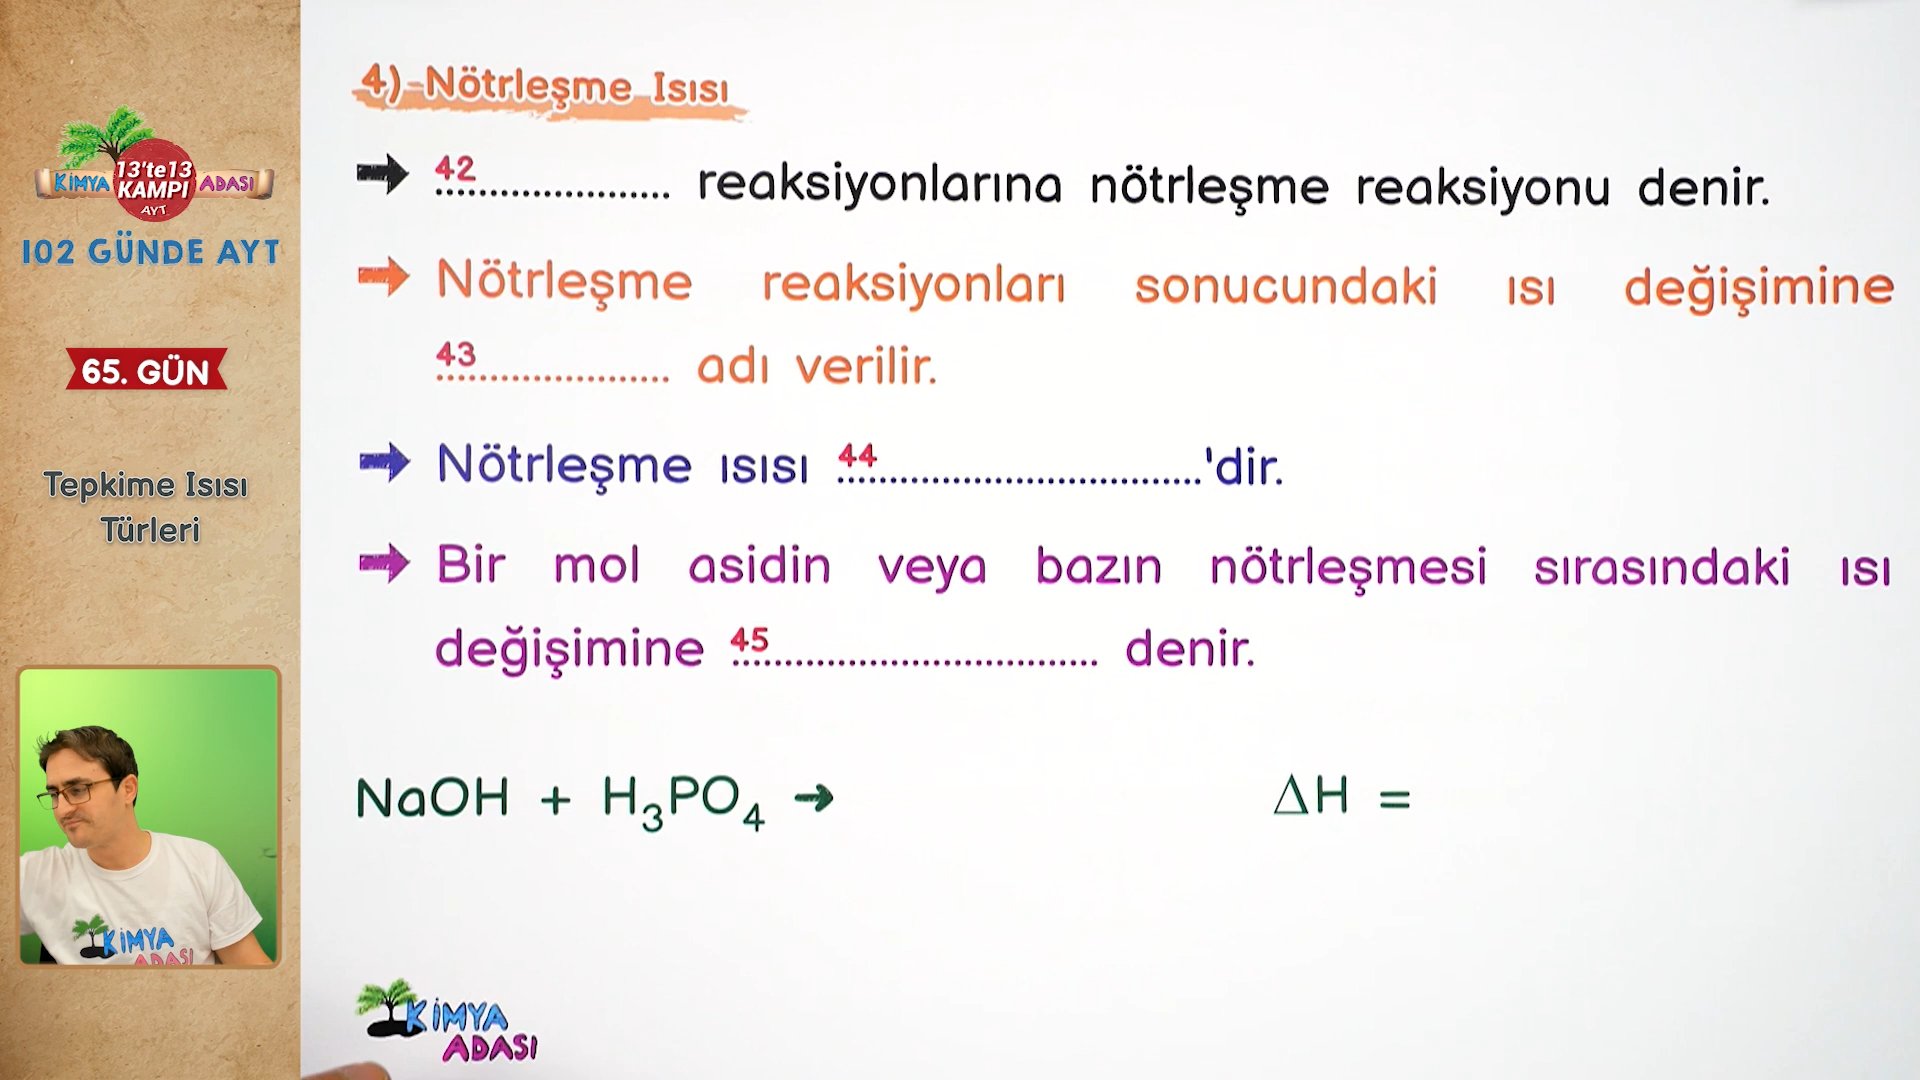 13'te13
KİMYA KAMPI ADASI
AYT
102 GÜNDE AYT
65. GÜN
Tepkime Isısı
Türleri
KİMYA
ADASI
4)-Nötrleşme Isısı
42.................... reaksiyonlarına nötrleşme reaksiyonu denir.
Nötrleşme reaksiyonları sonucundaki ısı değişimine
43.................... adı verilir.
Nötrleşme ısısı 44..............................'dir.
Bir mol asidin veya bazın nötrleşmesi sırasındaki ısı
değişimine 45.............................. denir.
NaOH + H₃PO₄ → ΔH =
KİMYA
ADASI